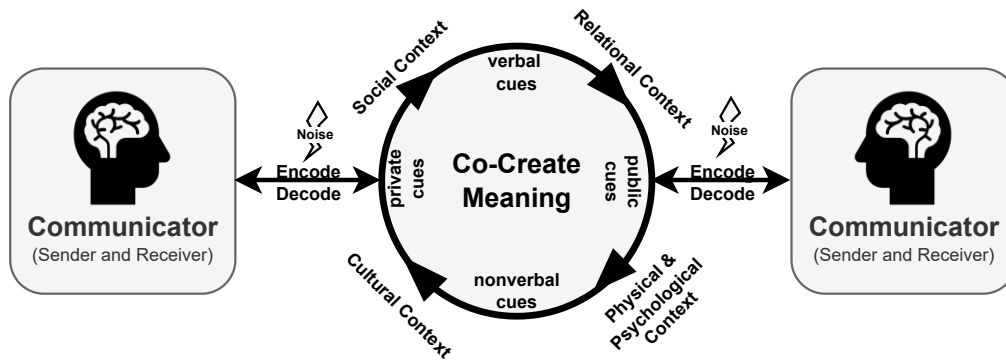 Social Context
Relational Context
verbal
cues
Noise
Encode
Decode
private
cues
Co-Create
Meaning
public
cues
Noise
Encode
Decode
Communicator
(Sender and Receiver)
Communicator
(Sender and Receiver)
nonverbal
cues
Cultural Context
Physical &
Psychological
Context